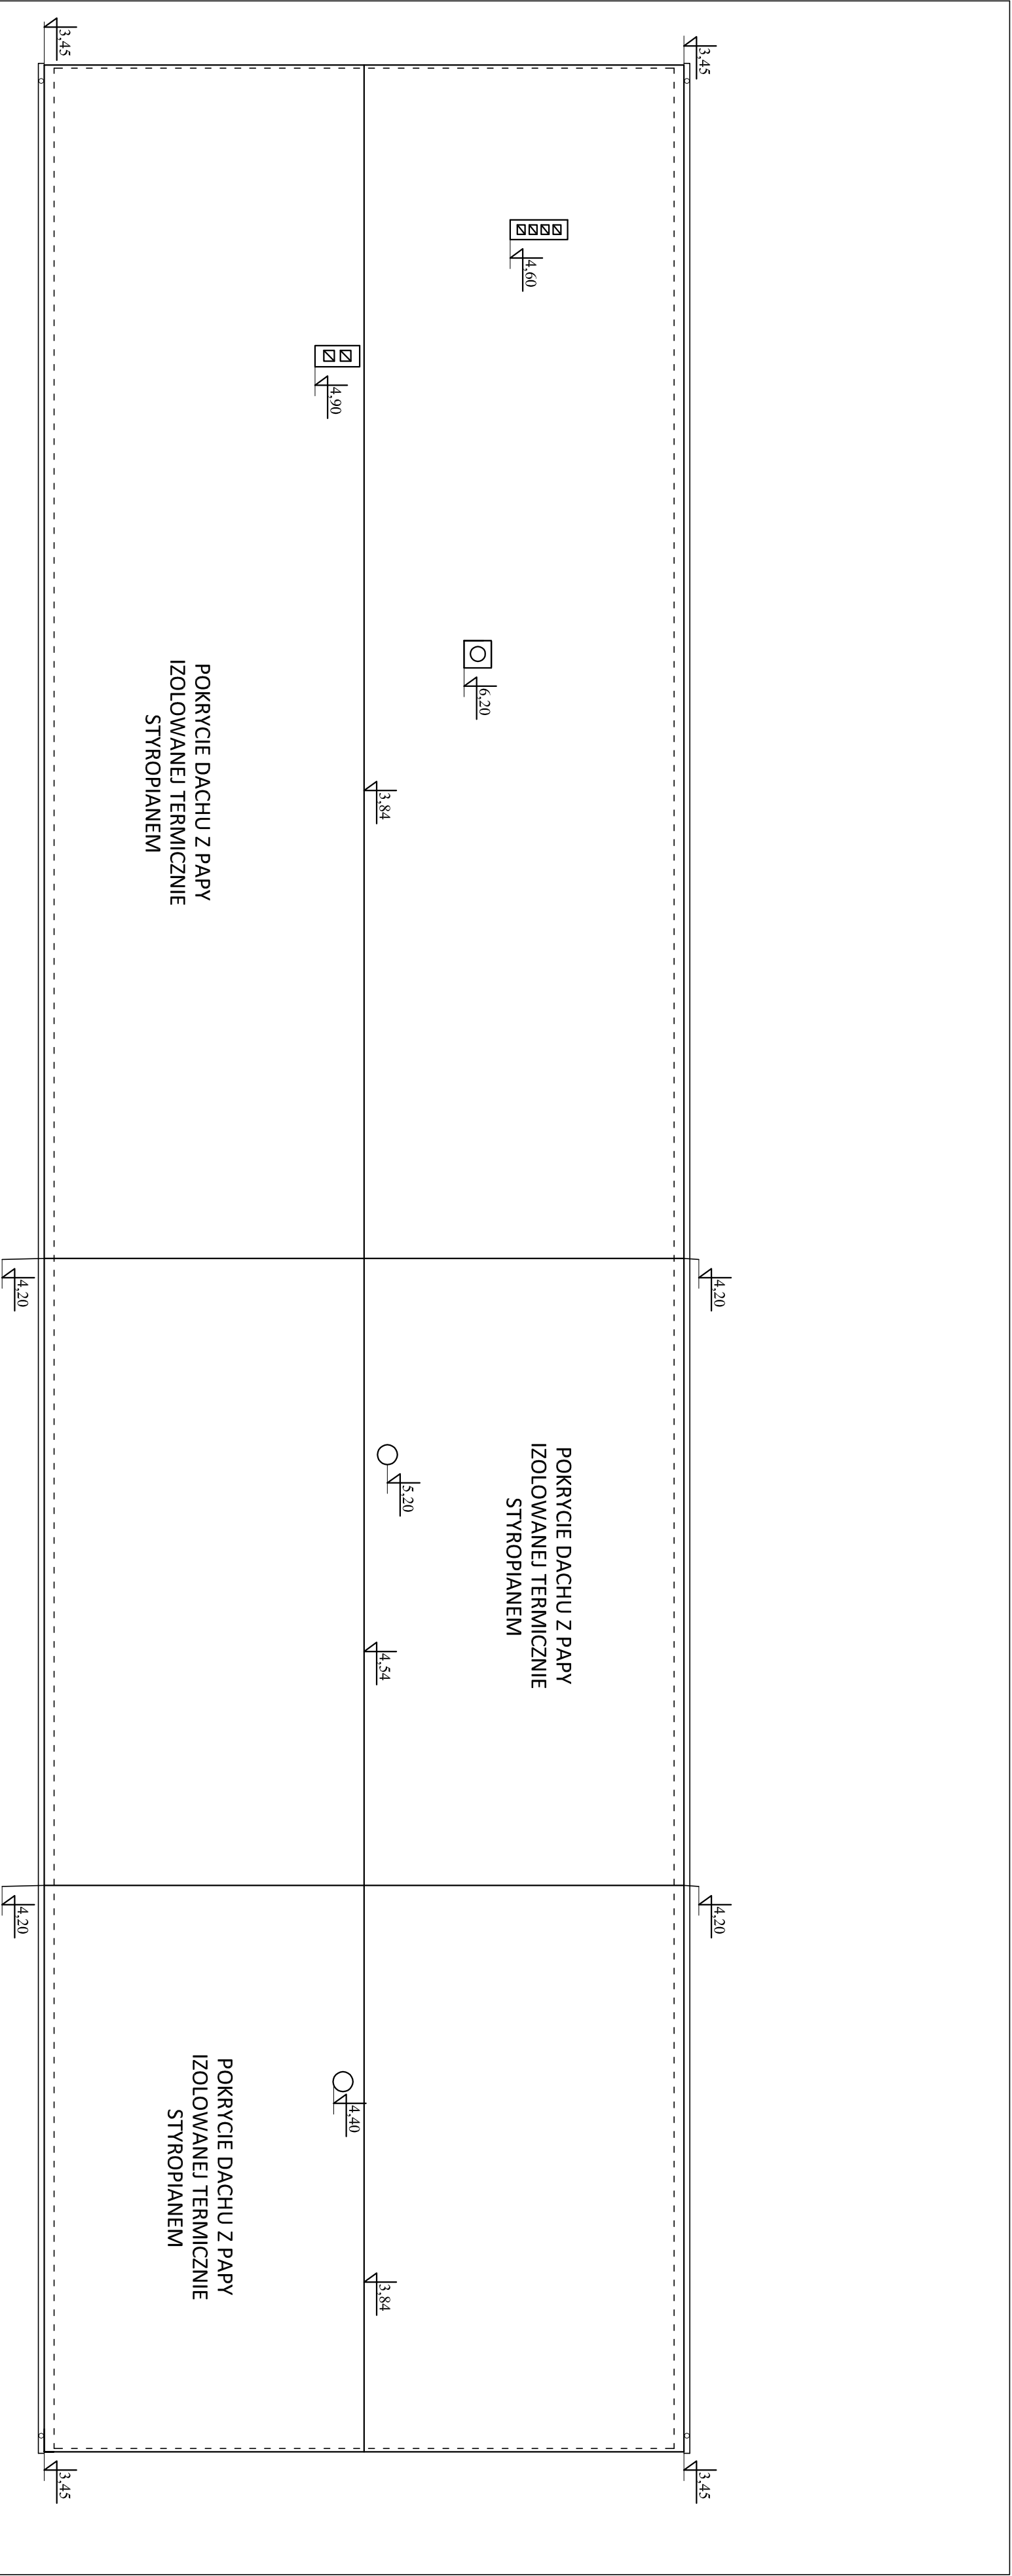 3,45
3,45
4,60
4,90
6,20
3,84
POKRYCIE DACHU Z PAPY
IZOLOWANEJ TERMICZNIE
STYROPIANEM
4,20
4,20
5,20
POKRYCIE DACHU Z PAPY
IZOLOWANEJ TERMICZNIE
STYROPIANEM
4,54
4,20
4,20
4,40
POKRYCIE DACHU Z PAPY
IZOLOWANEJ TERMICZNIE
STYROPIANEM
3,84
3,45
3,45